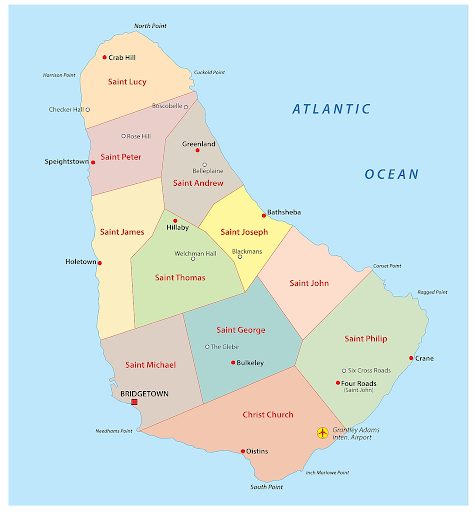 North Point
Crab Hill
Harrison Point
Cuckold Point
Saint Lucy
Checker Hall
Boscobelle
ATLANTIC
Rose Hill
Greenland
Speightstown
Saint Peter
Belleplaine
OCEAN
Saint Andrew
Bathsheba
Hillaby
Saint James
Saint Joseph
Welchman Hall
Blackmans
Holetown
Conset Point
Saint Thomas
Saint John
Ragged Point
Saint George
Saint Philip
The Glebe
Crane
Saint Michael
Bulkeley
Six Cross Roads
Four Roads
(Saint John)
BRIDGETOWN
Christ Church
Needhams Point
Grantley Adams
Inten. Airport
Oistins
Inch Marlowe Point
South Point